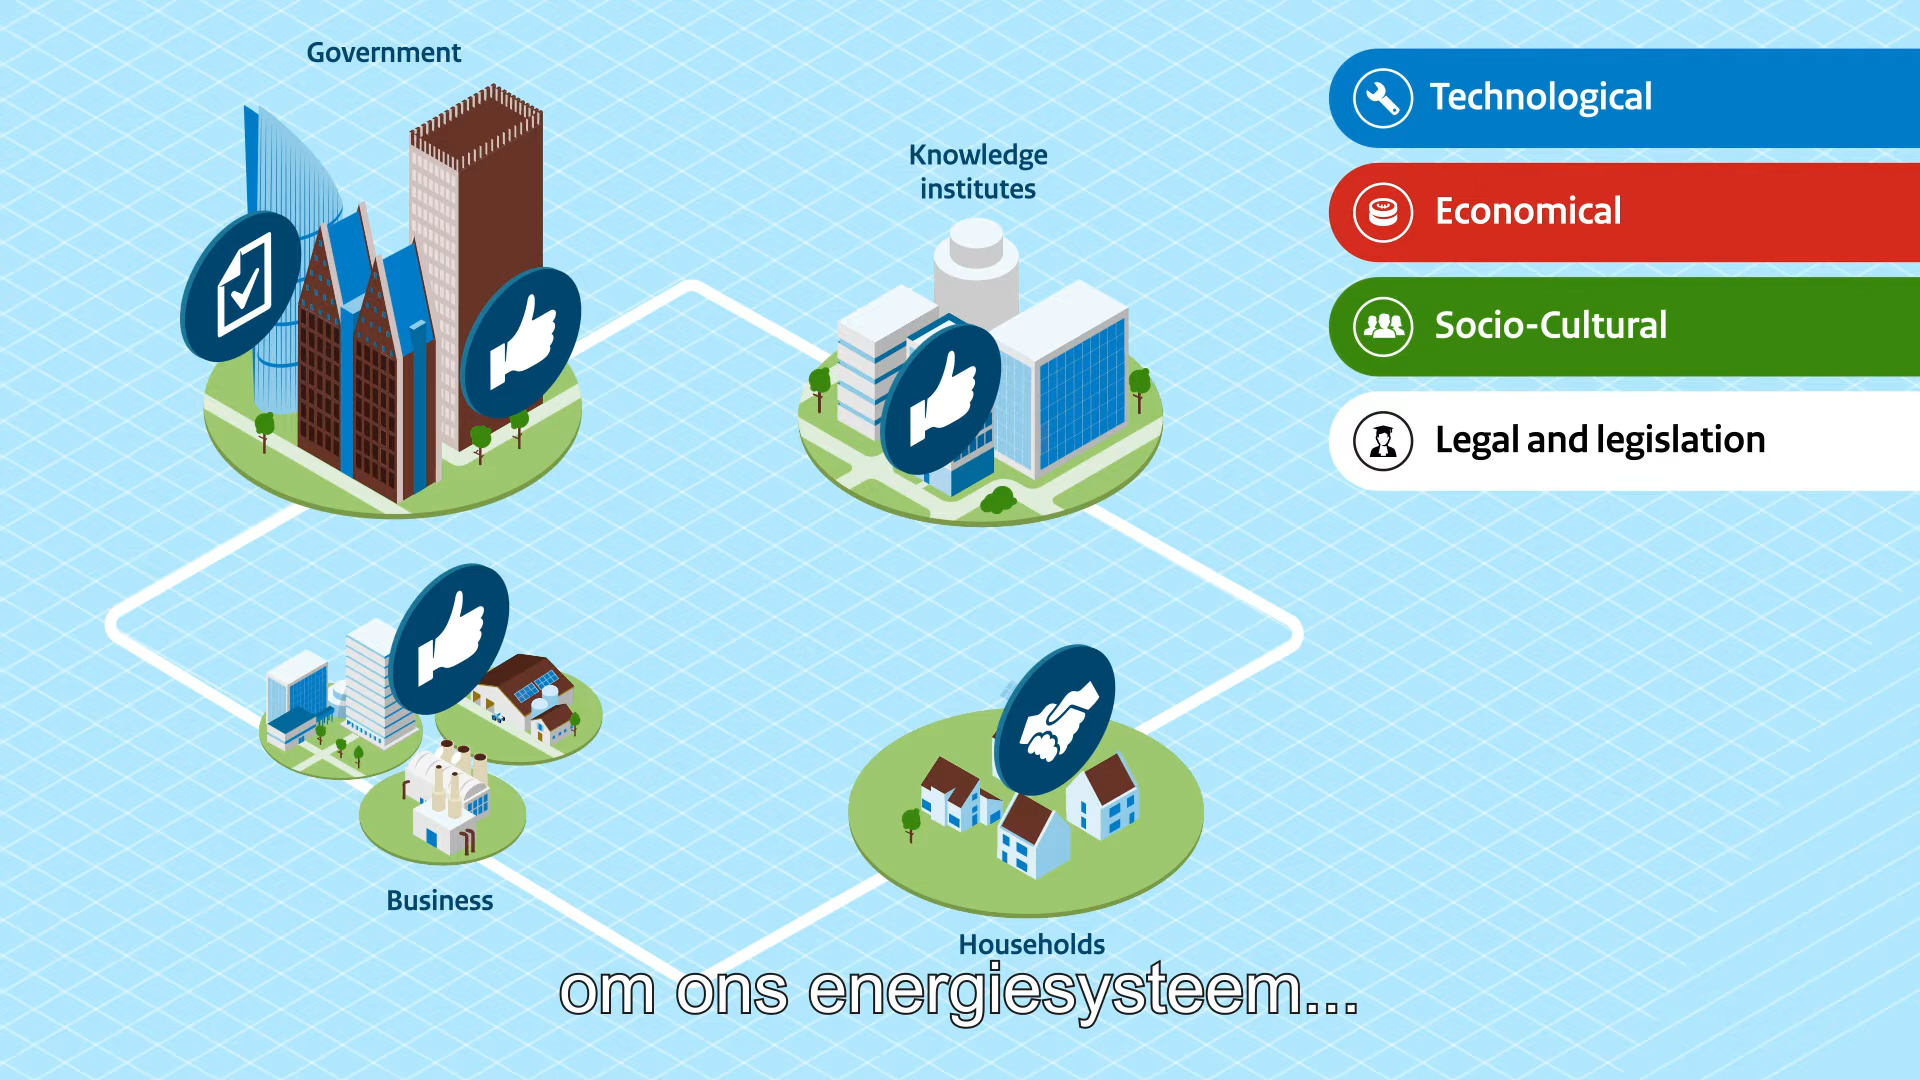 Government
Knowledge
institutes
Technological
Economical
Socio-Cultural
Legal and legislation
Business
Households
om ons energiesysteem...